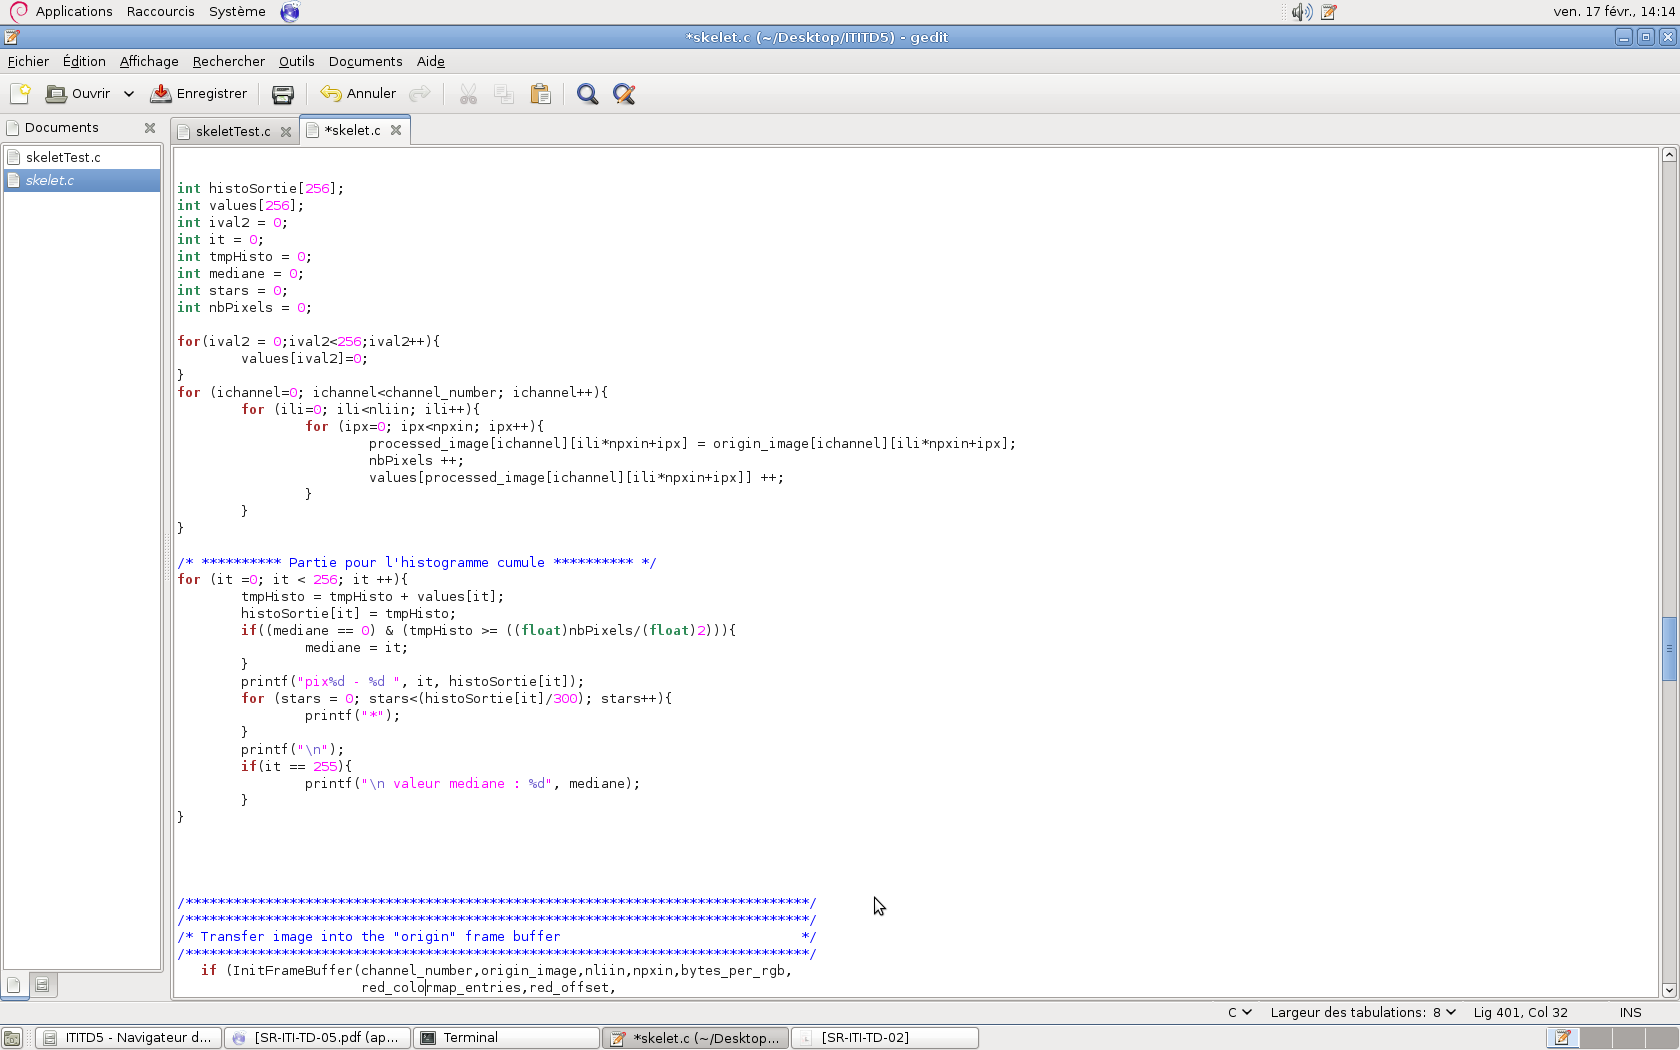 Applications Raccourcis Système ven. 17 févr., 14:14
*skelet.c (~/Desktop/ITITD5) - gedit
Fichier Édition Affichage Rechercher Outils Documents Aide
Ouvrir Enregistrer Annuler
Documents
skeletTest.c *skelet.c
skeletTest.c
skelet.c
int histoSortie[256];
int values[256];
int ival2 = 0;
int it = 0;
int tmpHisto = 0;
int mediane = 0;
int stars = 0;
int nbPixels = 0;
for(ival2 = 0;ival2<256;ival2++){
values[ival2]=0;
}
for (ichannel=0; ichannel<channel_number; ichannel++){
for (ili=0; ili<nliin; ili++){
for (ipx=0; ipx<npxin; ipx++){
processed_image[ichannel][ili*npxin+ipx] = origin_image[ichannel][ili*npxin+ipx];
nbPixels ++;
values[processed_image[ichannel][ili*npxin+ipx]] ++;
}
}
}
/* ********** Partie pour l'histogramme cumule ********** */
for (it =0; it < 256; it ++){
tmpHisto = tmpHisto + values[it];
histoSortie[it] = tmpHisto;
if((mediane == 0) & (tmpHisto >= ((float)nbPixels/(float)2))){
mediane = it;
}
printf("pix%d - %d ", it, histoSortie[it]);
for (stars = 0; stars<(histoSortie[it]/300); stars++){
printf("*");
}
printf("\n");
if(it == 255){
printf("\n valeur mediane : %d", mediane);
}
}
/******************************************************************************/
/******************************************************************************/
/* Transfer image into the "origin" frame buffer */
/******************************************************************************/
if (InitFrameBuffer(channel_number,origin_image,nliin,npxin,bytes_per_rgb,
red_colormap_entries,red_offset,
C Largeur des tabulations: 8 Lig 401, Col 32 INS
ITITD5 - Navigateur d... [SR-ITI-TD-05.pdf (ap... Terminal *skelet.c (~/Desktop... [SR-ITI-TD-02]